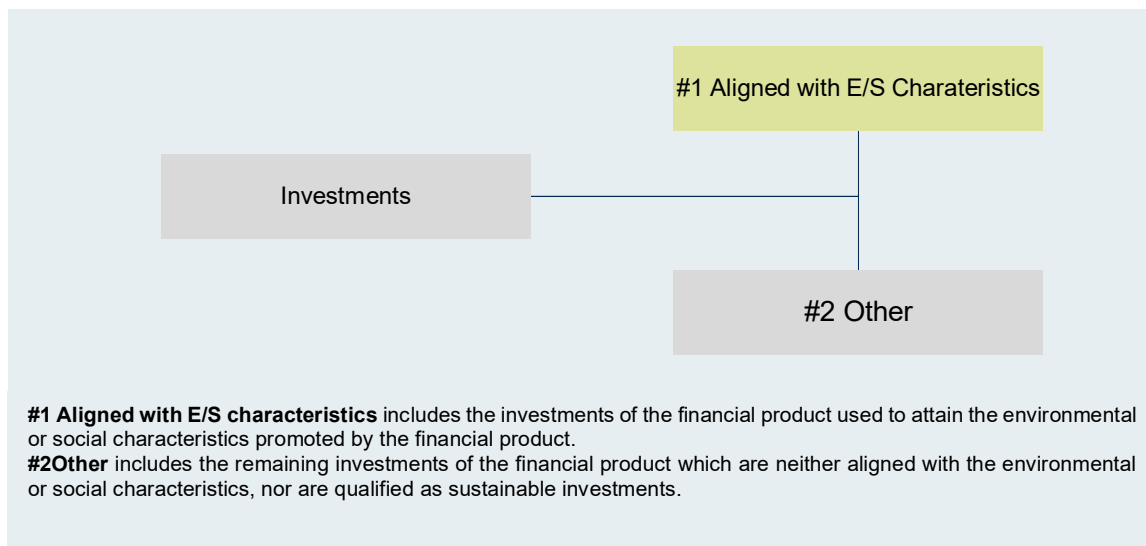 #1 Aligned with E/S Charateristics
Investments
#2 Other
#1 Aligned with E/S characteristics includes the investments of the financial product used to attain the environmental
or social characteristics promoted by the financial product.
#2Other includes the remaining investments of the financial product which are neither aligned with the environmental
or social characteristics, nor are qualified as sustainable investments.